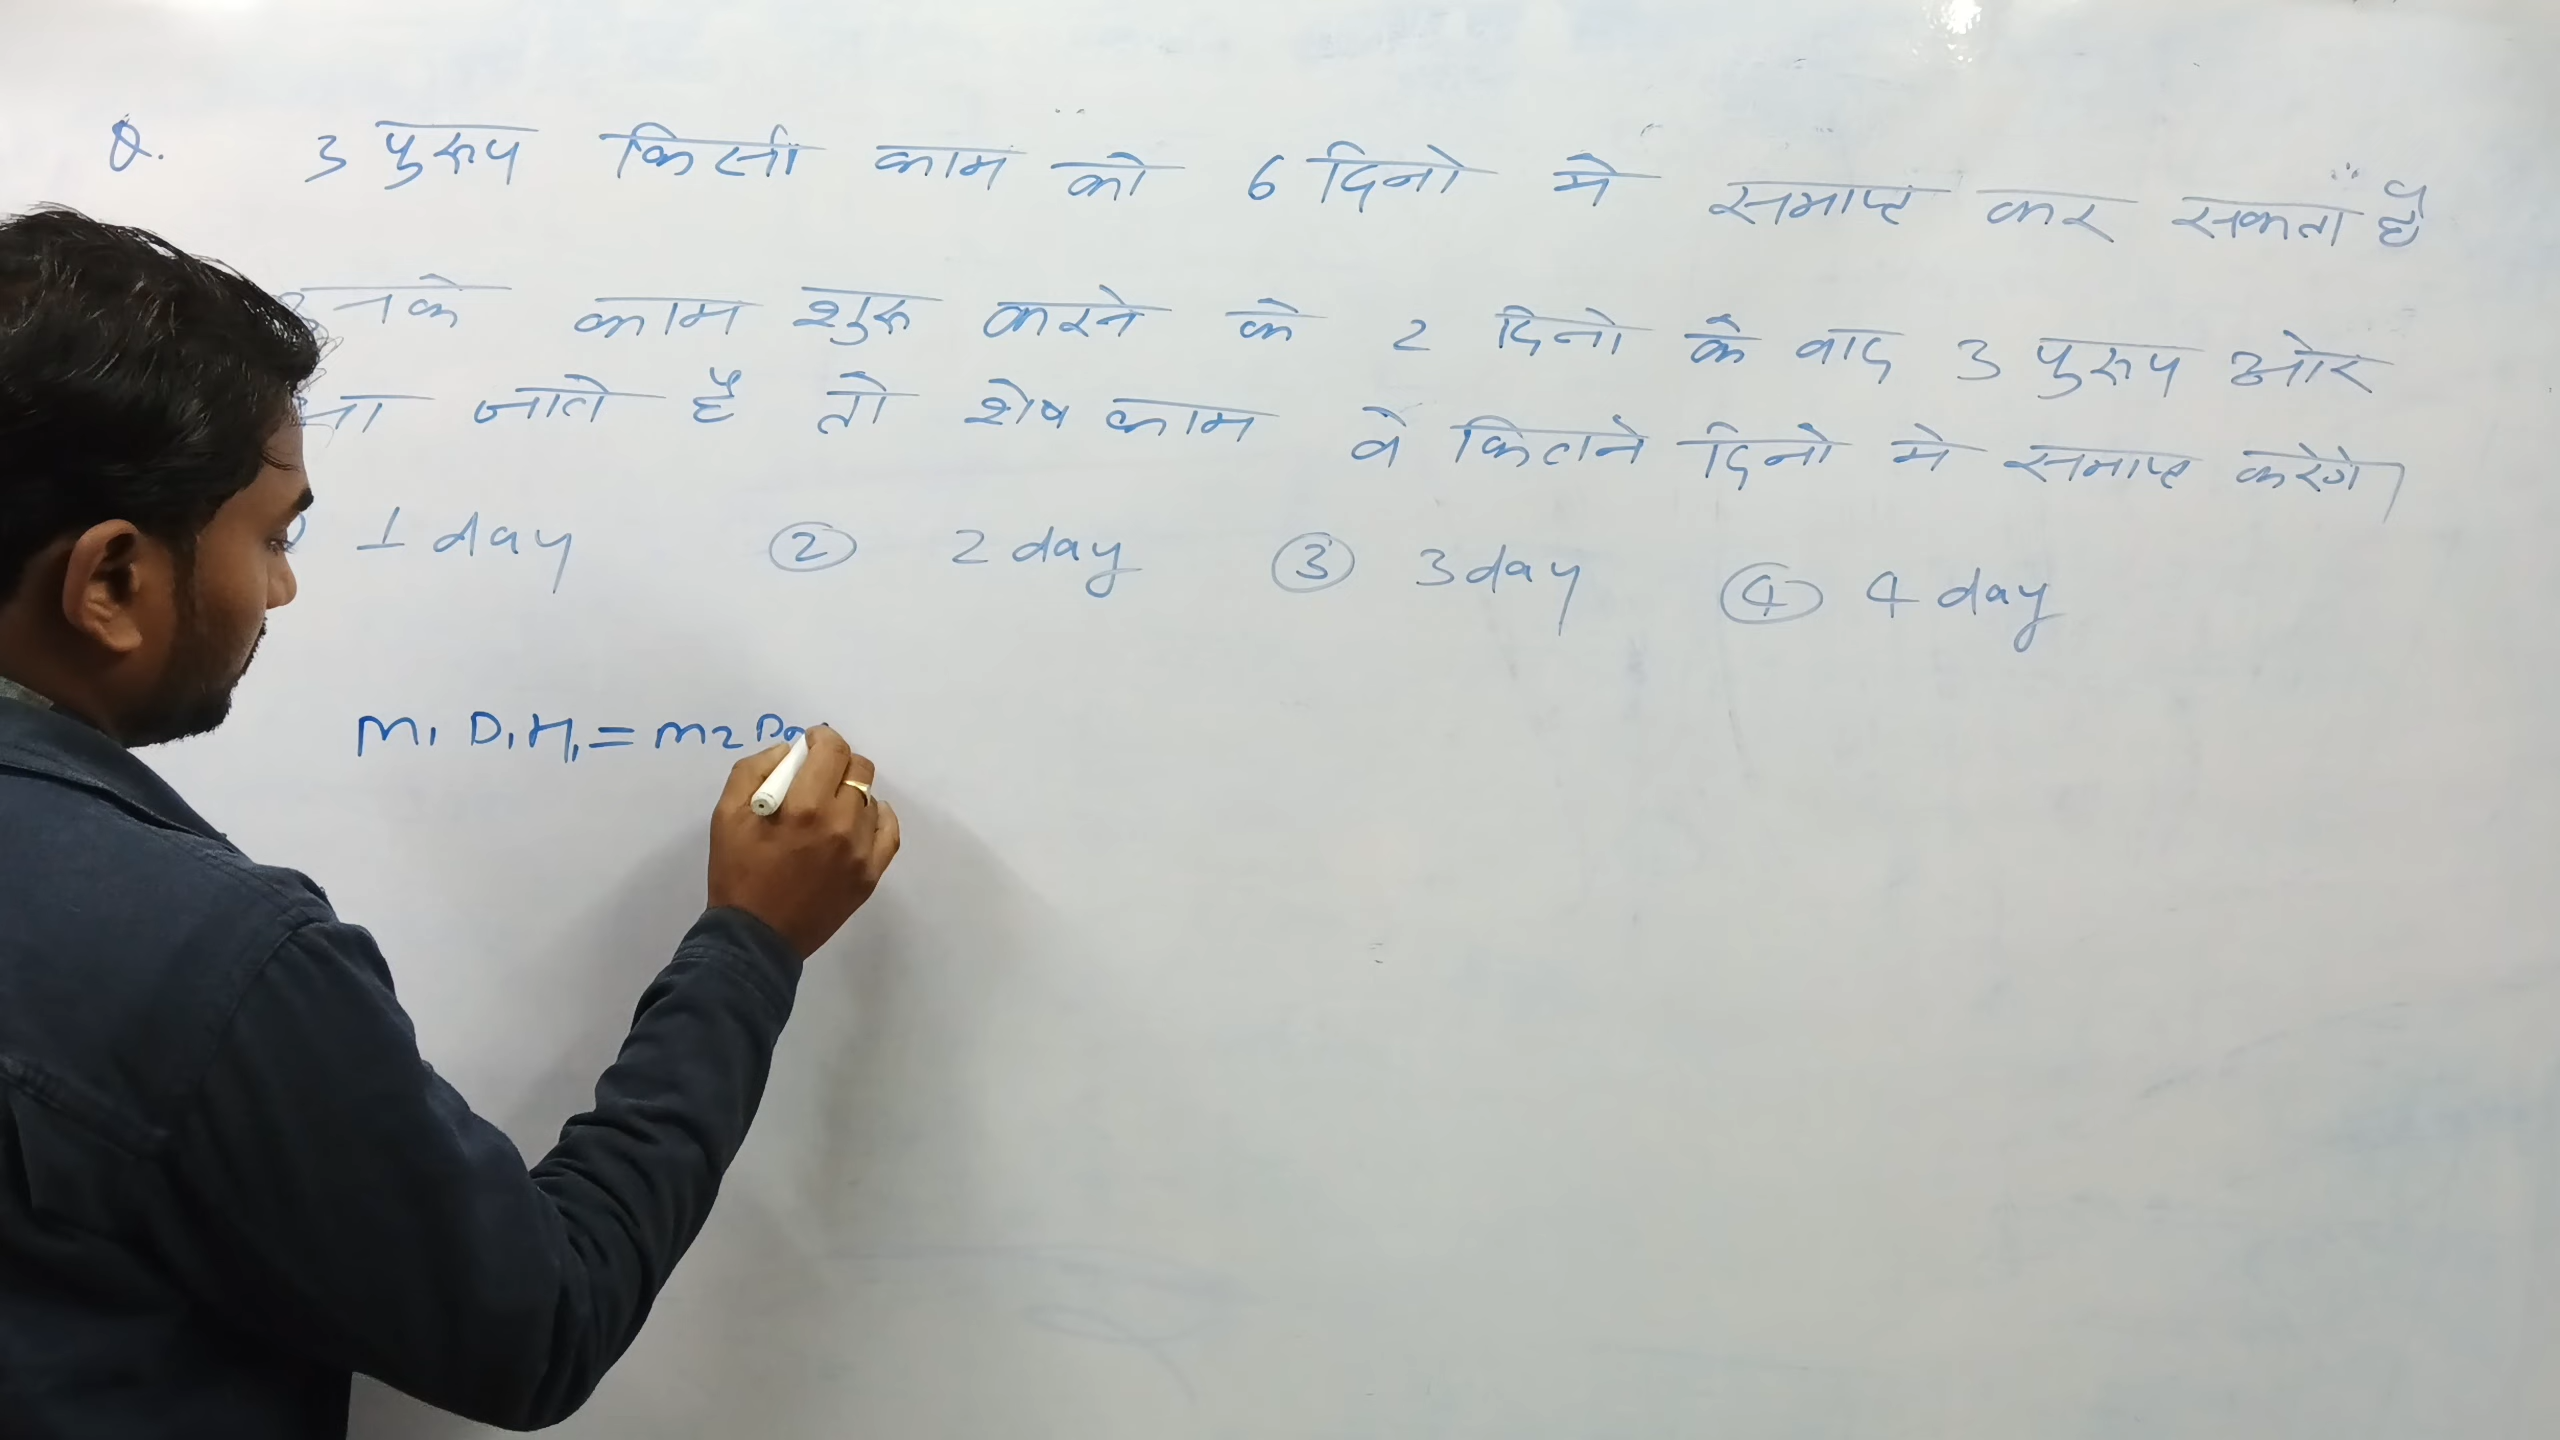 Q. 3 पुरुष किसी काम को 6 दिनो मे समाप्त कर सकता है
काम शुरू करने के 2 दिनो के बाद 3 पुरुष और
जाते है तो शेष काम वे कितने दिनो मे समाप्त करेगे।
1 day ② 2 day ③ 3 day ④ 4 day
M1 D1 H1 = M2 D2